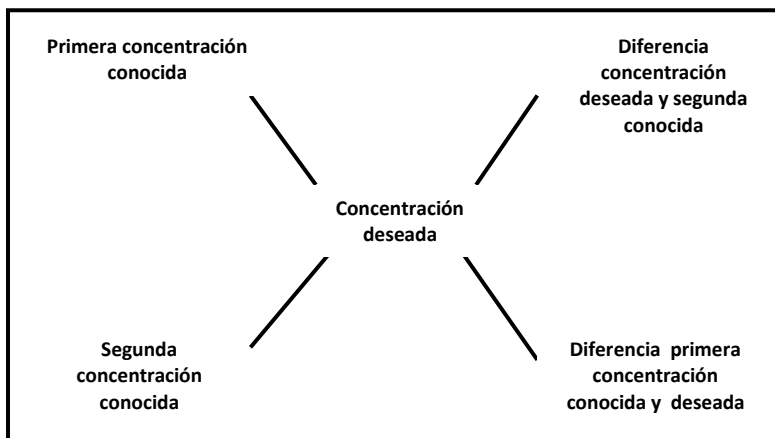 Primera concentración
conocida
Diferencia
concentración
deseada y segunda
conocida
Concentración
deseada
Segunda
concentración
conocida
Diferencia primera
concentración
conocida y deseada